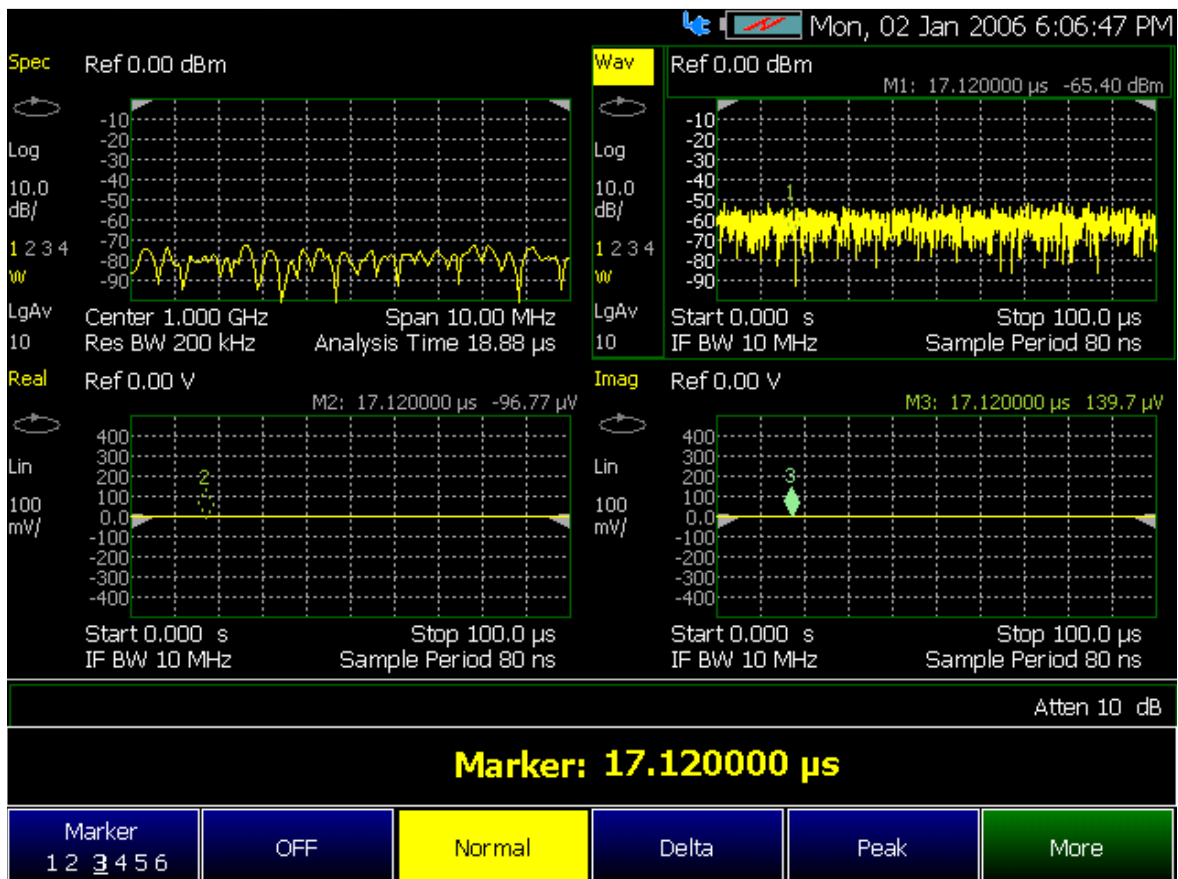 Mon, 02 Jan 2006 6:06:47 PM
Spec
Ref 0.00 dBm
Log
10.0
dB/
1 2 3 4
W
LgAv
10
-10
-20
-30
-40
-50
-60
-70
-80
-90
Center 1.000 GHz Span 10.00 MHz
Res BW 200 kHz Analysis Time 18.88 µs
Wav
Ref 0.00 dBm
M1: 17.120000 µs -65.40 dBm
Log
10.0
dB/
1 2 3 4
W
LgAv
10
-10
-20
-30
-40
-50
-60
-70
-80
-90
1
Start 0.000 s Stop 100.0 µs
IF BW 10 MHz Sample Period 80 ns
Real
Ref 0.00 V
M2: 17.120000 µs -96.77 µV
Lin
100
mV/
400
300
200
100
0.0
-100
-200
-300
-400
2
Start 0.000 s Stop 100.0 µs
IF BW 10 MHz Sample Period 80 ns
Imag
Ref 0.00 V
M3: 17.120000 µs 139.7 µV
Lin
100
mV/
400
300
200
100
0.0
-100
-200
-300
-400
3
Start 0.000 s Stop 100.0 µs
IF BW 10 MHz Sample Period 80 ns
Atten 10 dB
Marker: 17.120000 µs
Marker
1 2 3 4 5 6
OFF
Normal
Delta
Peak
More